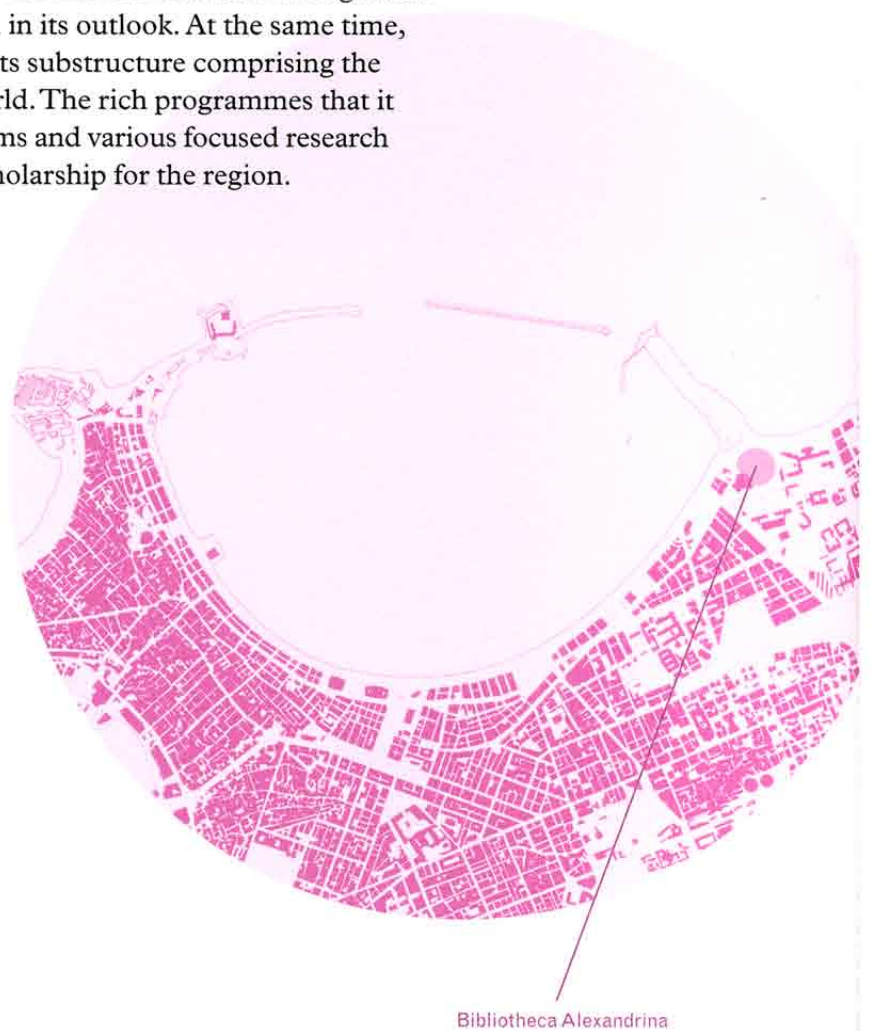 in its outlook. At the same time,
ts substructure comprising the
rld. The rich programmes that it
ms and various focused research
holarship for the region.
Bibliotheca Alexandrina